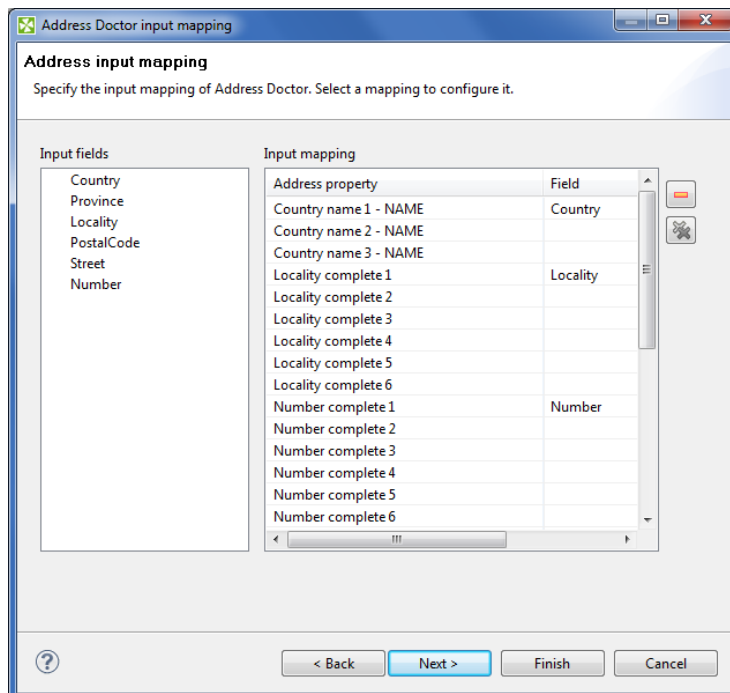 Address Doctor input mapping
Address input mapping
Specify the input mapping of Address Doctor. Select a mapping to configure it.
Input fields
Country
Province
Locality
PostalCode
Street
Number
Input mapping
Address property Field
Country name 1 - NAME Country
Country name 2 - NAME
Country name 3 - NAME
Locality complete 1 Locality
Locality complete 2
Locality complete 3
Locality complete 4
Locality complete 5
Locality complete 6
Number complete 1 Number
Number complete 2
Number complete 3
Number complete 4
Number complete 5
Number complete 6
? < Back Next > Finish Cancel